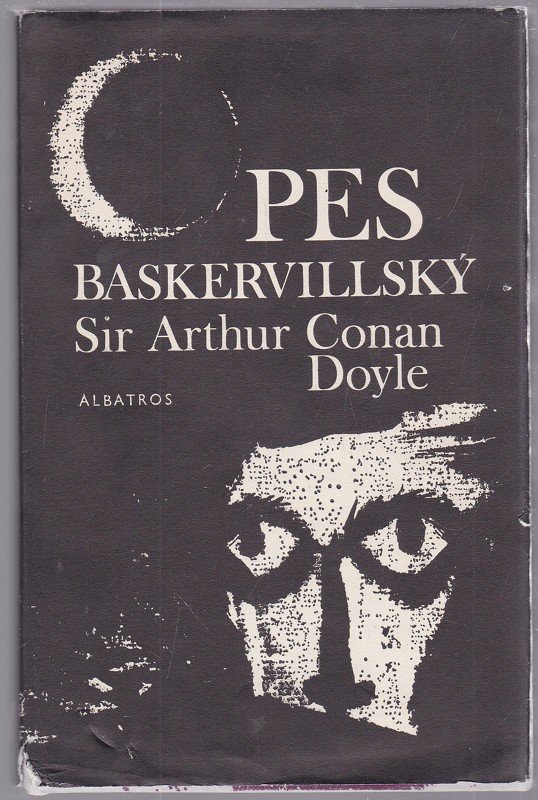 PES
BASKERVILLSKÝ
Sir Arthur Conan
Doyle
ALBATROS